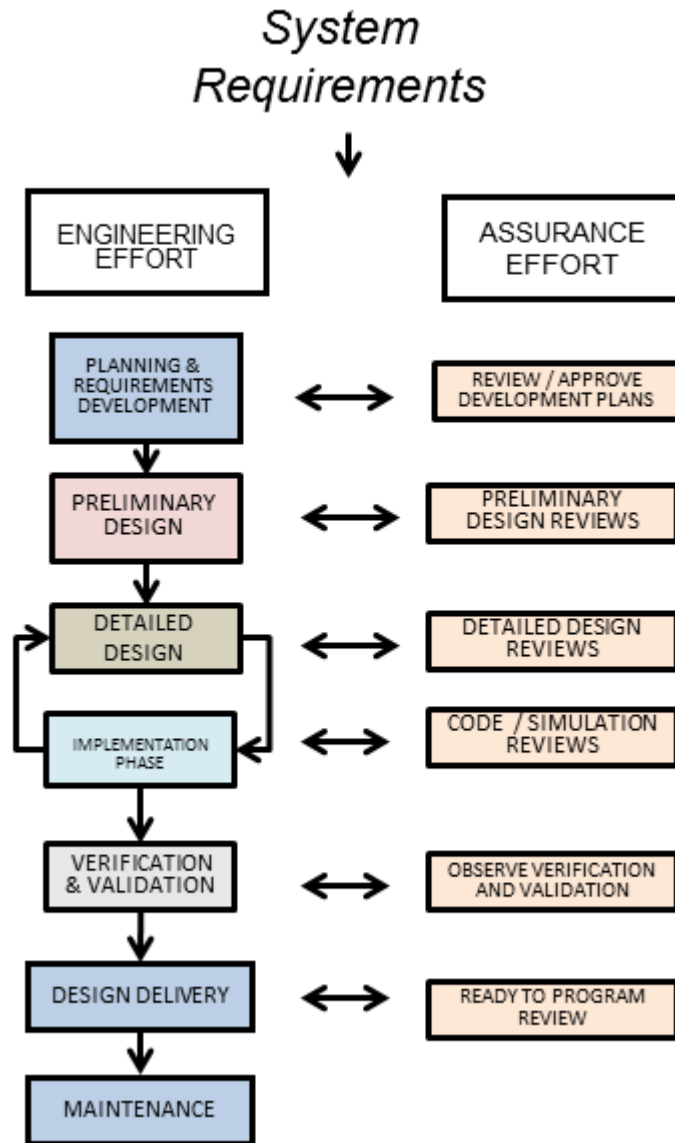 System
Requirements
ENGINEERING
EFFORT
ASSURANCE
EFFORT
PLANNING &
REQUIREMENTS
DEVELOPMENT
REVIEW / APPROVE
DEVELOPMENT PLANS
PRELIMINARY
DESIGN
PRELIMINARY
DESIGN REVIEWS
DETAILED
DESIGN
DETAILED DESIGN
REVIEWS
IMPLEMENTATION
PHASE
CODE / SIMULATION
REVIEWS
VERIFICATION
& VALIDATION
OBSERVE VERIFICATION
AND VALIDATION
DESIGN DELIVERY
READY TO PROGRAM
REVIEW
MAINTENANCE